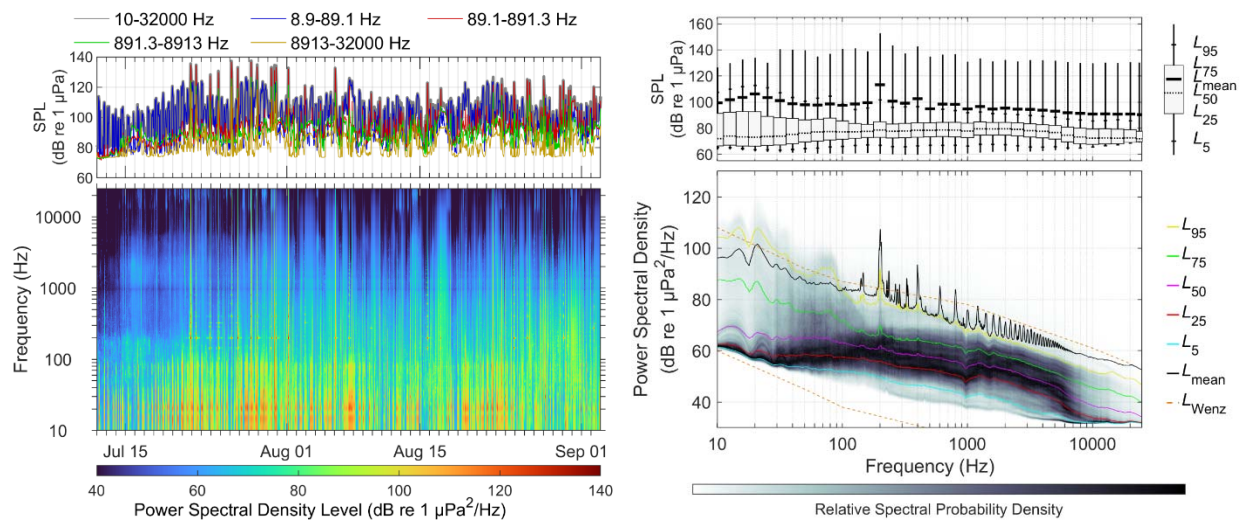 10-32000 Hz
8.9-89.1 Hz
89.1-891.3 Hz
891.3-8913 Hz
8913-32000 Hz
SPL
(dB re 1 µPa)
140
120
100
80
60
Frequency (Hz)
10000
1000
100
10
Jul 15
Aug 01
Aug 15
Sep 01
40
60
80
100
120
140
Power Spectral Density Level (dB re 1 µPa²/Hz)
SPL
(dB re 1 µPa)
160
140
120
100
80
60
L95
L75
Lmean
L50
L25
L5
Power Spectral Density
(dB re 1 µPa²/Hz)
120
100
80
60
40
10
100
1000
10000
Frequency (Hz)
L95
L75
L50
L25
L5
Lmean
LWenz
Relative Spectral Probability Density